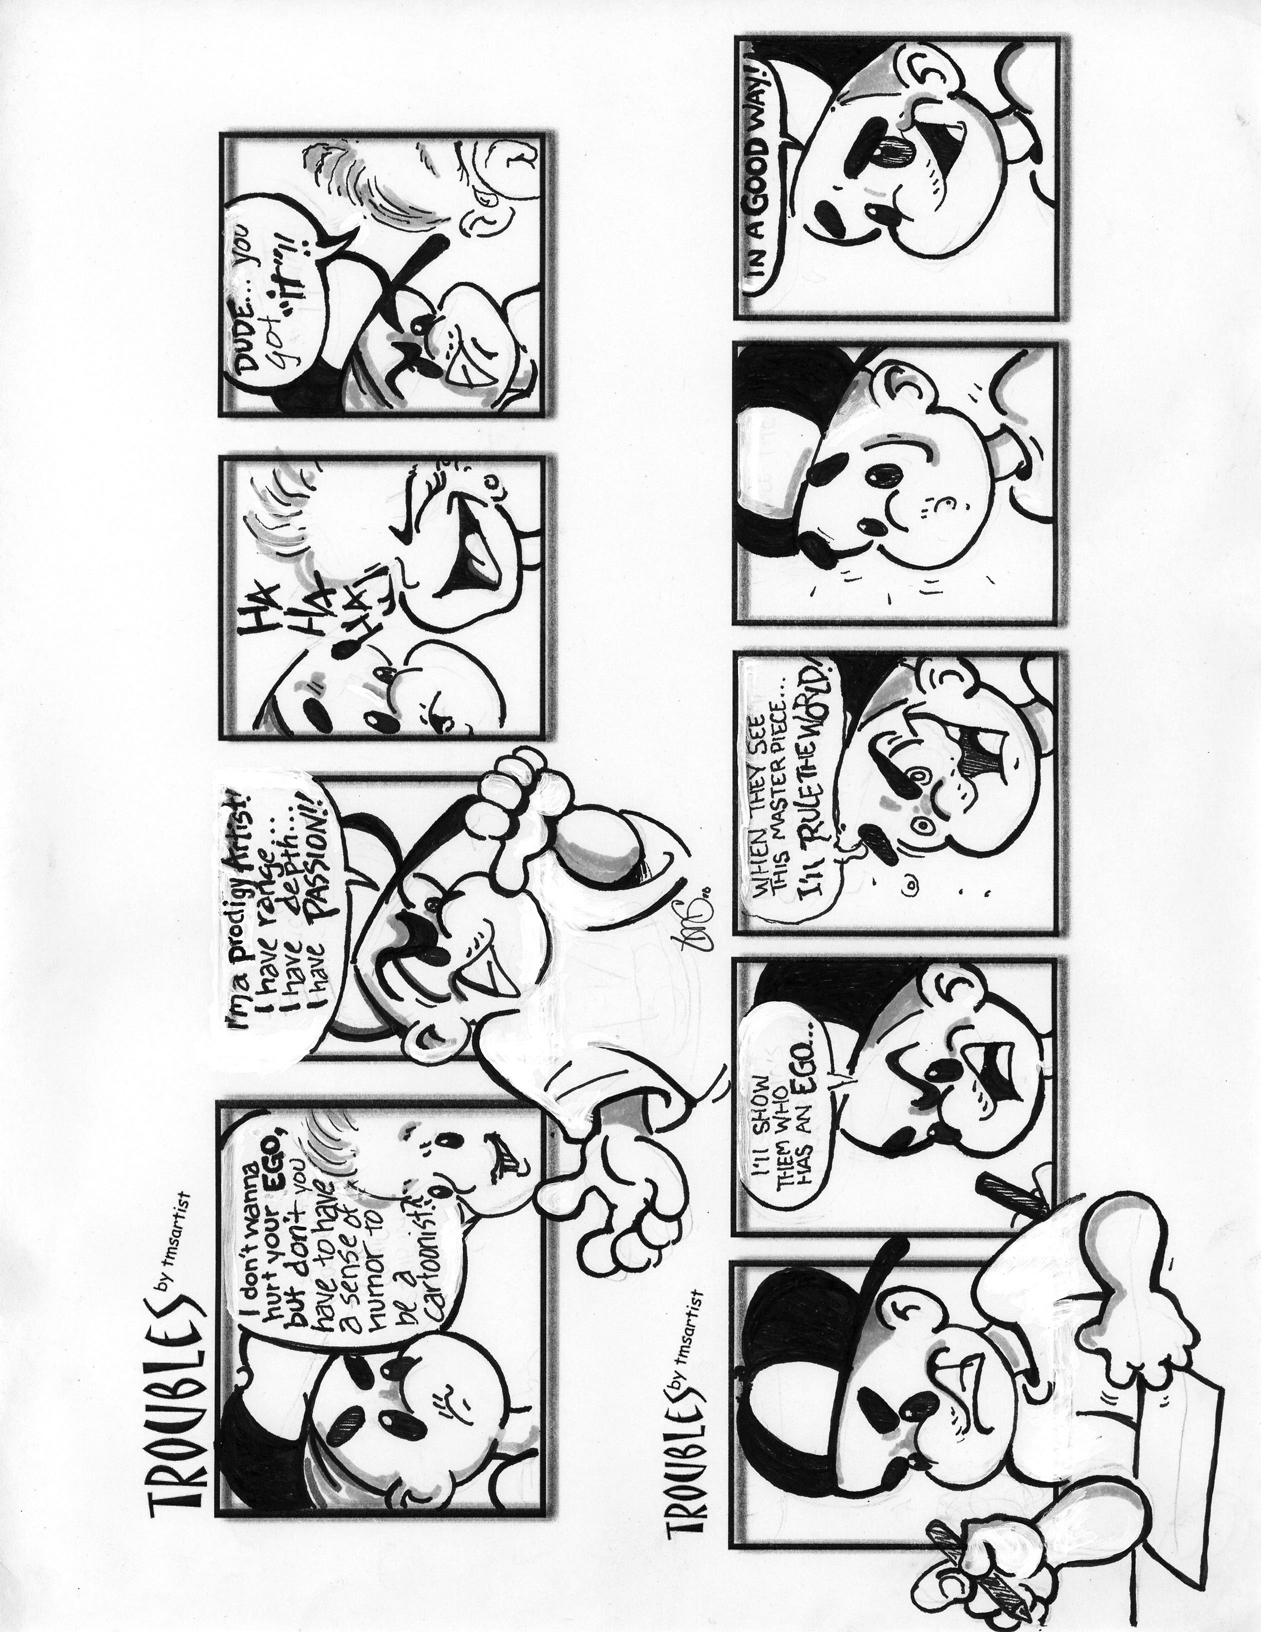 TROUBLES by tmsartist
I don't wanna
hurt your EGO,
but don't you
have to have
a sense of
humor to
be a
cartoonist?..
I'm a prodigy Artist!
I have range...
I have depth...
I have PASSION!!
HA
HA
HA
DUDE... you
got
"it"!!
TROUBLES by tmsartist
I'll SHOW
THEM WHO
HAS AN EGO...
WHEN THEY SEE
THIS MASTERPIECE...
I'll RULE THE WORLD!
IN A GOOD WAY!